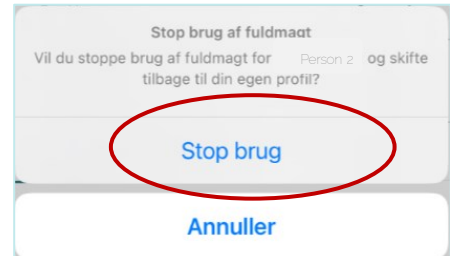 Stop brug af fuldmagt
Vil du stoppe brug af fuldmagt for Person 2 og skifte
tilbage til din egen profil?
Stop brug
Annuller